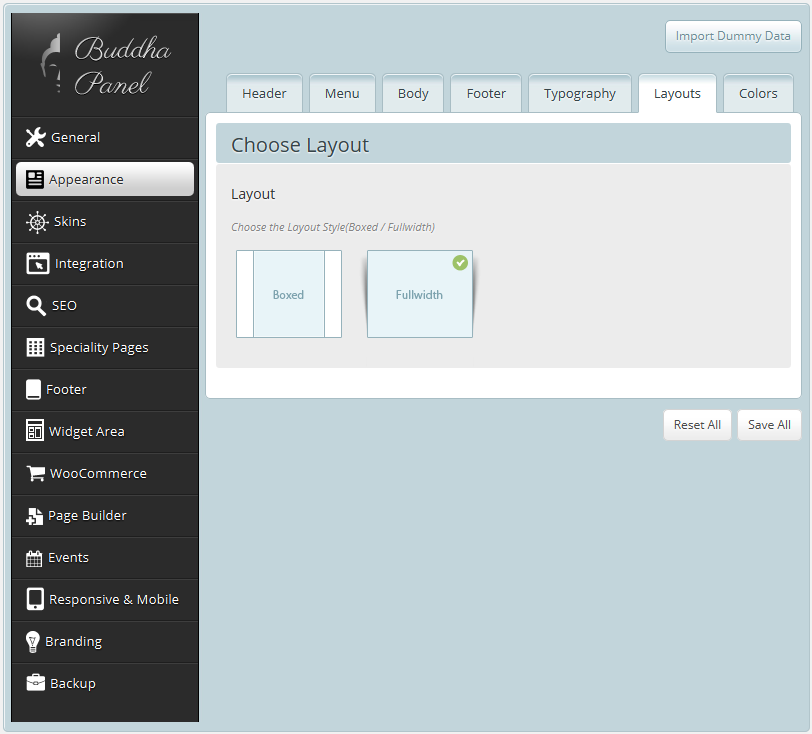 Buddha
Panel
General
Appearance
Skins
Integration
SEO
Speciality Pages
Footer
Widget Area
WooCommerce
Page Builder
Events
Responsive & Mobile
Branding
Backup
Import Dummy Data
Header Menu Body Footer Typography Layouts Colors
Choose Layout
Layout
Choose the Layout Style(Boxed / Fullwidth)
Boxed Fullwidth
Reset All Save All